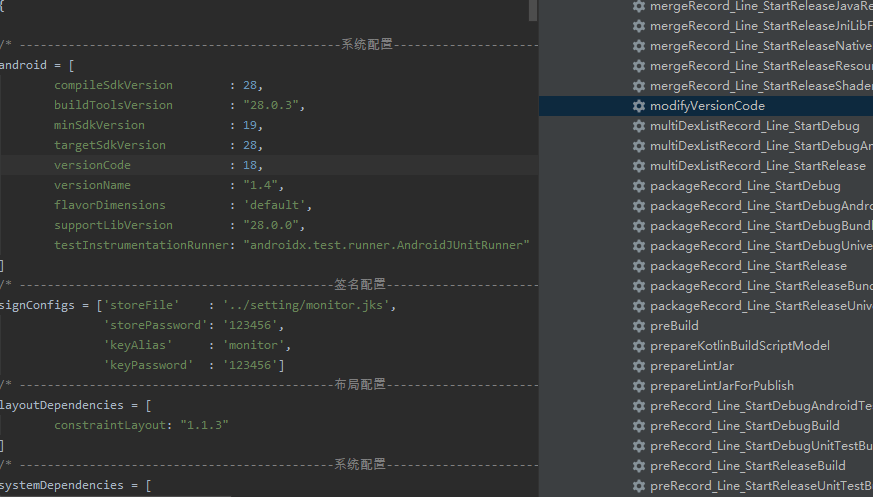 {
/* -----------------------------------------------系统配置----------------------
android = [
compileSdkVersion : 28,
buildToolsVersion : "28.0.3",
minSdkVersion : 19,
targetSdkVersion : 28,
versionCode : 18,
versionName : "1.4",
flavorDimensions : 'default',
supportLibVersion : "28.0.0",
testInstrumentationRunner: "androidx.test.runner.AndroidJUnitRunner"
]
/* ----------------------------------------------签名配置-----------------------
signConfigs = ['storeFile' : '../setting/monitor.jks',
'storePassword': '123456',
'keyAlias' : 'monitor',
'keyPassword' : '123456']
/* ----------------------------------------------布局配置-----------------------
layoutDependencies = [
constraintLayout: "1.1.3"
]
/* ----------------------------------------------系统配置-----------------------
systemDependencies = [
mergeRecord_Line_StartReleaseJavaRe
mergeRecord_Line_StartReleaseJniLibF
mergeRecord_Line_StartReleaseNative
mergeRecord_Line_StartReleaseResour
mergeRecord_Line_StartReleaseShader
modifyVersionCode
multiDexListRecord_Line_StartDebug
multiDexListRecord_Line_StartDebugAn
multiDexListRecord_Line_StartRelease
packageRecord_Line_StartDebug
packageRecord_Line_StartDebugAndro
packageRecord_Line_StartDebugBundl
packageRecord_Line_StartDebugUnive
packageRecord_Line_StartRelease
packageRecord_Line_StartReleaseBund
packageRecord_Line_StartReleaseUniv
preBuild
prepareKotlinBuildScriptModel
prepareLintJar
prepareLintJarForPublish
preRecord_Line_StartDebugAndroidTe
preRecord_Line_StartDebugBuild
preRecord_Line_StartDebugUnitTestBu
preRecord_Line_StartReleaseBuild
preRecord_Line_StartReleaseUnitTestB